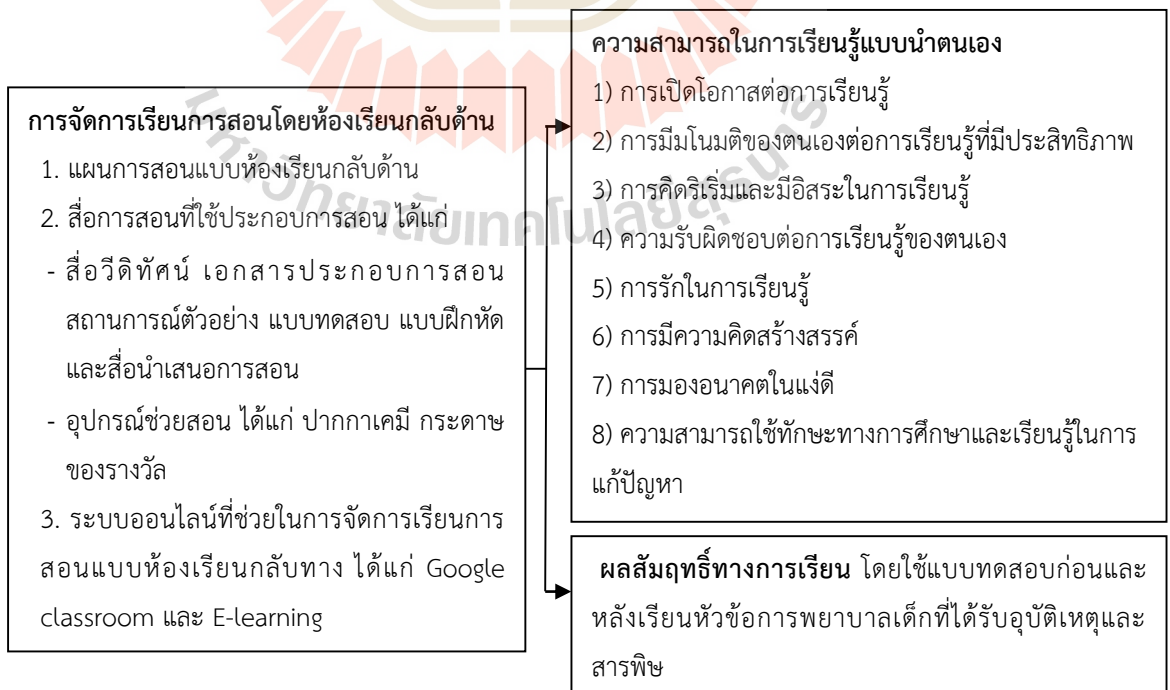 การจัดการเรียนการสอนโดยห้องเรียนกลับด้าน
1. แผนการสอนแบบห้องเรียนกลับด้าน
2. สื่อการสอนที่ใช้ประกอบการสอน ได้แก่
- สื่อวีดิทัศน์ เอกสารประกอบการสอน
สถานการณ์ตัวอย่าง แบบทดสอบ แบบฝึกหัด
และสื่อนำเสนอการสอน
- อุปกรณ์ช่วยสอน ได้แก่ ปากกาเคมี กระดาษ
ของรางวัล
3. ระบบออนไลน์ที่ช่วยในการจัดการเรียนการ
สอนแบบห้องเรียนกลับทาง ได้แก่ Google
classroom และ E-learning
ความสามารถในการเรียนรู้แบบนำตนเอง
1) การเปิดโอกาสต่อการเรียนรู้
2) การมีมโนมติของตนเองต่อการเรียนรู้ที่มีประสิทธิภาพ
3) การคิดริเริ่มและมีอิสระในการเรียนรู้
4) ความรับผิดชอบต่อการเรียนรู้ของตนเอง
5) การรักในการเรียนรู้
6) การมีความคิดสร้างสรรค์
7) การมองอนาคตในแง่ดี
8) ความสามารถใช้ทักษะทางการศึกษาและเรียนรู้ในการ
แก้ปัญหา
ผลสัมฤทธิ์ทางการเรียน โดยใช้แบบทดสอบก่อนและ
หลังเรียนหัวข้อการพยาบาลเด็กที่ได้รับอุบัติเหตุและ
สารพิษ